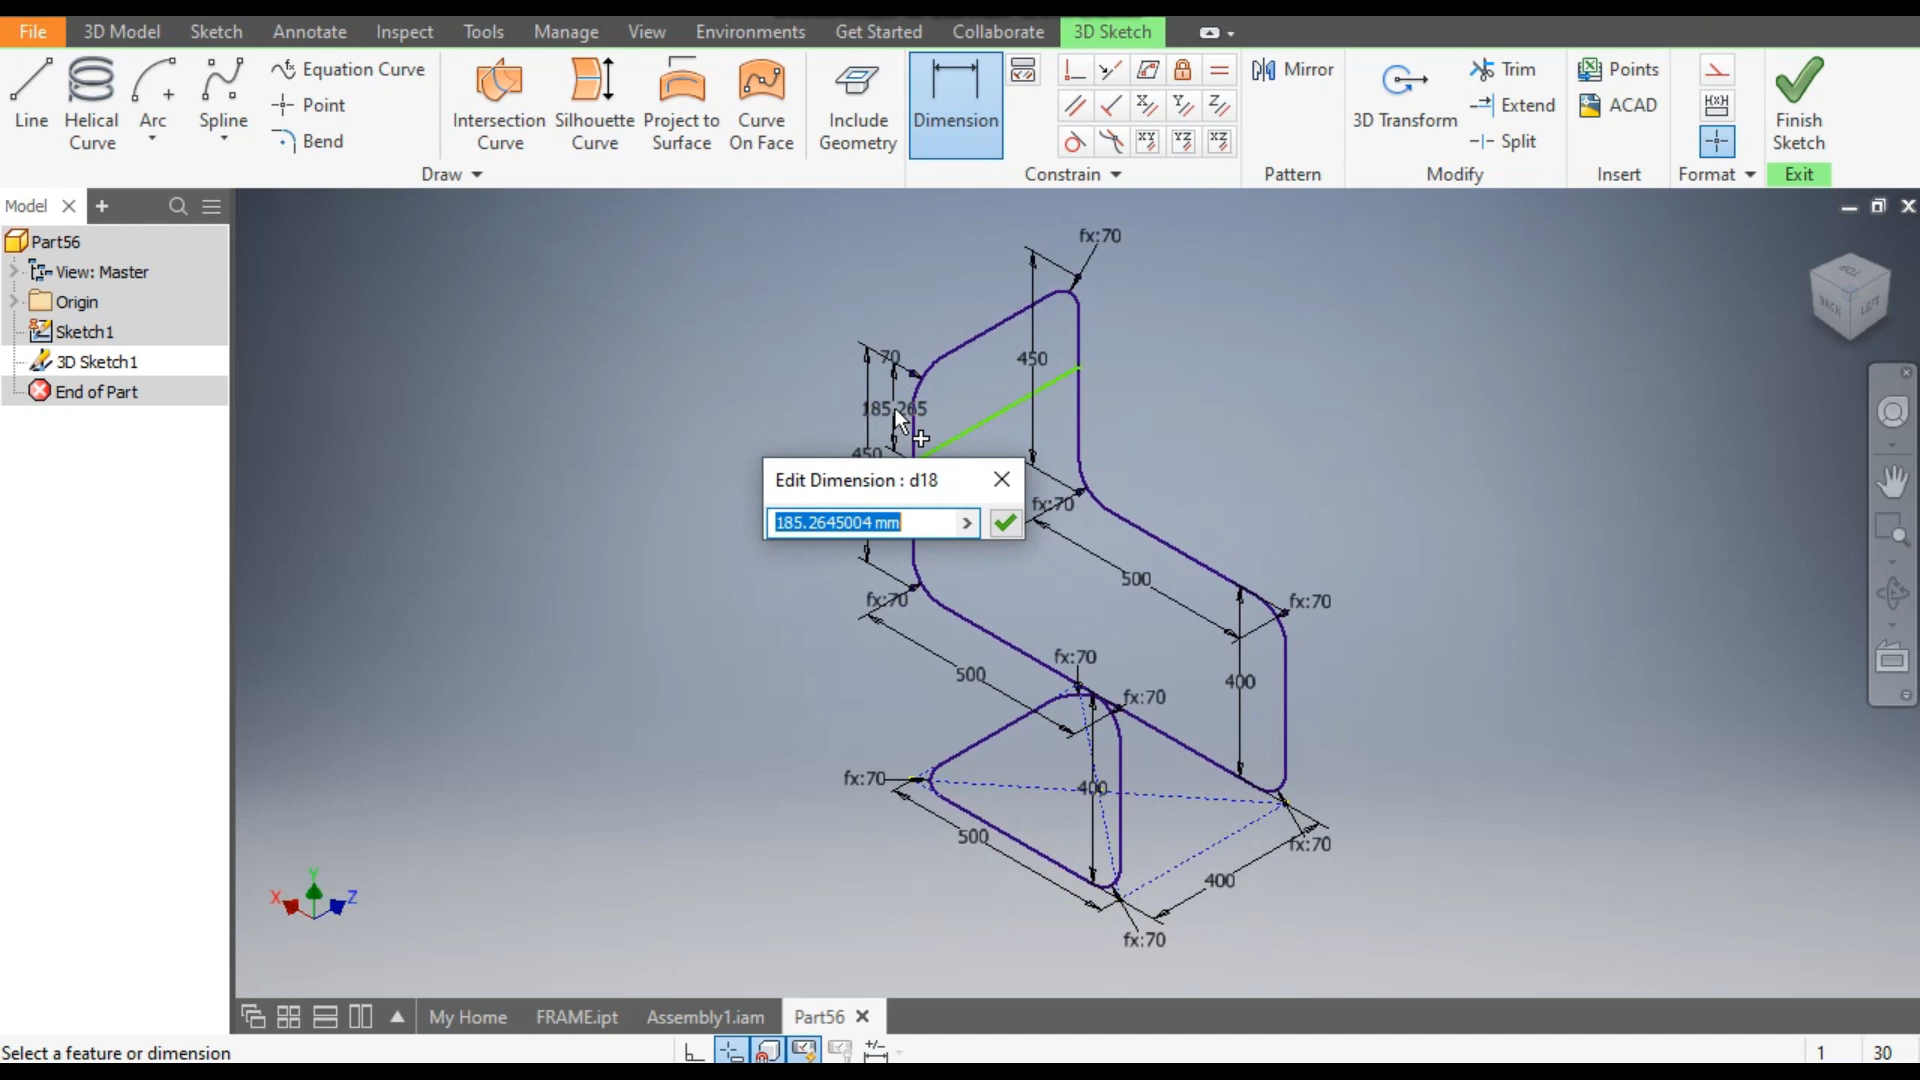 File 3D Model Sketch Annotate Inspect Tools Manage View Environments Get Started Collaborate 3D Sketch
Line
Helical
Curve
Arc
Spline
Equation Curve
Point
Bend
Intersection
Curve
Silhouette
Curve
Project to
Surface
Curve
On Face
Include
Geometry
Dimension
Mirror
3D Transform
Trim
Extend
Split
Points
ACAD
Finish
Sketch
Draw
Constrain
Pattern
Modify
Insert
Format
Exit
Model
Part56
View: Master
Origin
Sketch1
3D Sketch1
End of Part
TOP
BACK
LEFT
fx:70
70
450
185.265
450
Edit Dimension : d18
185.2645004 mm
fx:70
500
fx:70
fx:70
fx:70
500
400
fx:70
fx:70
400
500
fx:70
400
fx:70
X Y Z
My Home
FRAME.ipt
Assembly1.iam
Part56
Select a feature or dimension
1
30